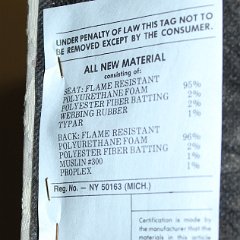 UNDER PENALTY OF LAW THIS TAG NOT TO
BE REMOVED EXCEPT BY THE CONSUMER.
ALL NEW MATERIAL
consisting of:
SEAT: FLAME RESISTANT
POLYURETHANE FOAM 95%
POLYESTER FIBER BATTING 2%
WEBBING RUBBER 2%
TYPAR 1%
BACK: FLAME RESISTANT
POLYURETHANE FOAM 96%
POLYESTER FIBER BATTING 2%
MUSLIN #300 1%
PROPLEX 1%
Reg. No. - NY 50163 (MICH.)
Certification is made by
the manufacturer that the
materials in this article
are described in